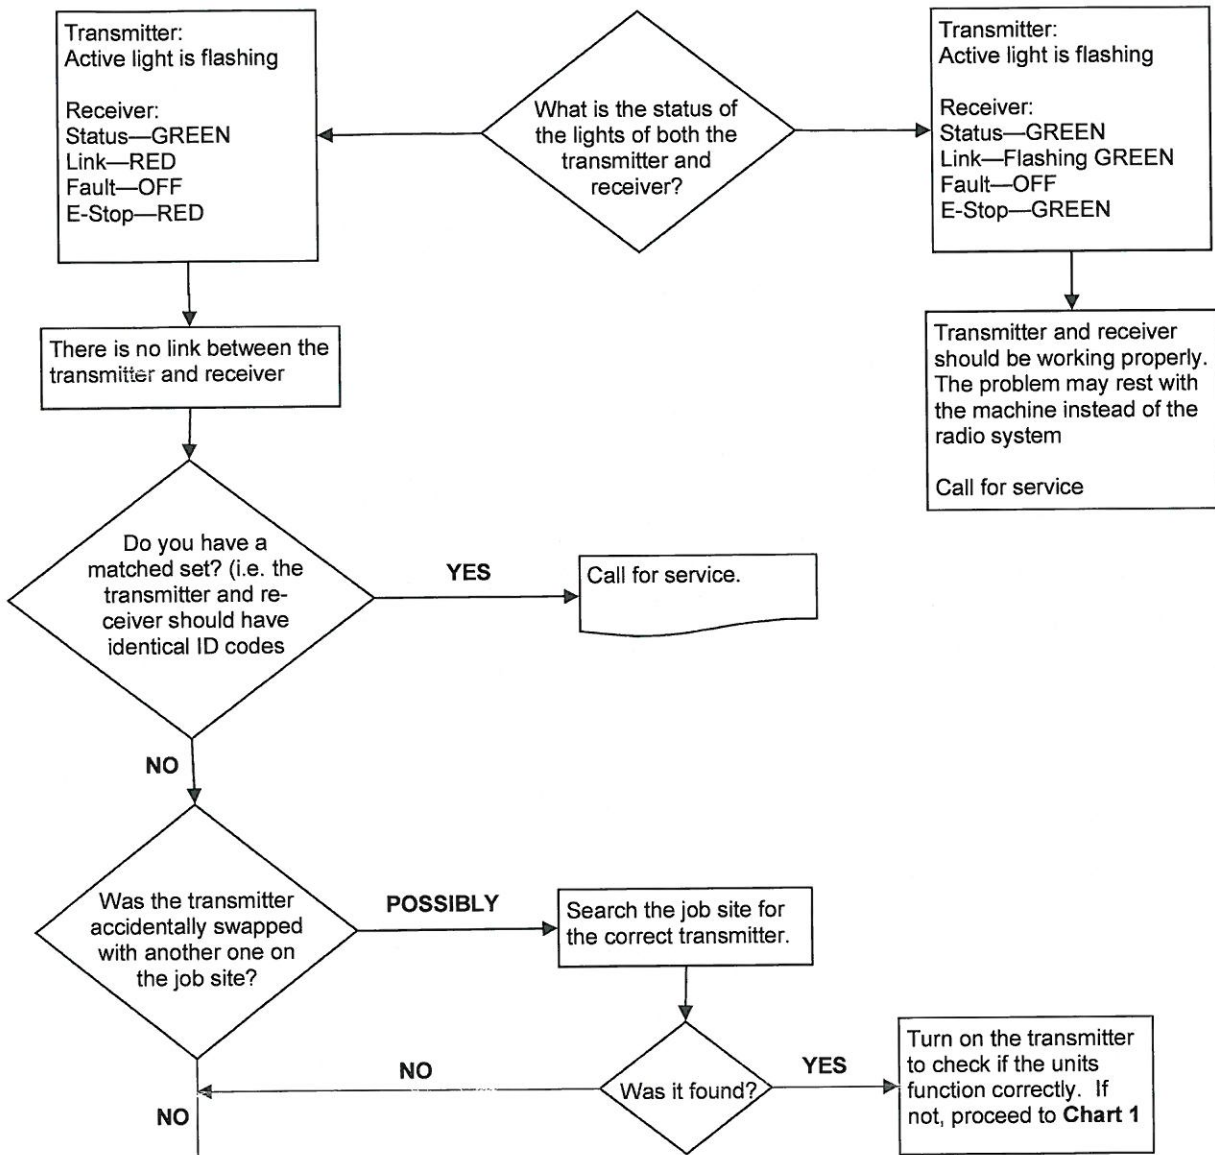 Transmitter:
Active light is flashing
Receiver:
Status—GREEN
Link—RED
Fault—OFF
E-Stop—RED
What is the status of
the lights of both the
transmitter and
receiver?
Transmitter:
Active light is flashing
Receiver:
Status—GREEN
Link—Flashing GREEN
Fault—OFF
E-Stop—GREEN
There is no link between the
transmitter and receiver
Transmitter and receiver
should be working properly.
The problem may rest with
the machine instead of the
radio system
Call for service
Do you have a
matched set? (i.e. the
transmitter and re-
ceiver should have
identical ID codes
YES
Call for service.
NO
Was the transmitter
accidentally swapped
with another one on
the job site?
POSSIBLY
Search the job site for
the correct transmitter.
Was it found?
NO
YES
Turn on the transmitter
to check if the units
function correctly. If
not, proceed to Chart 1
NO